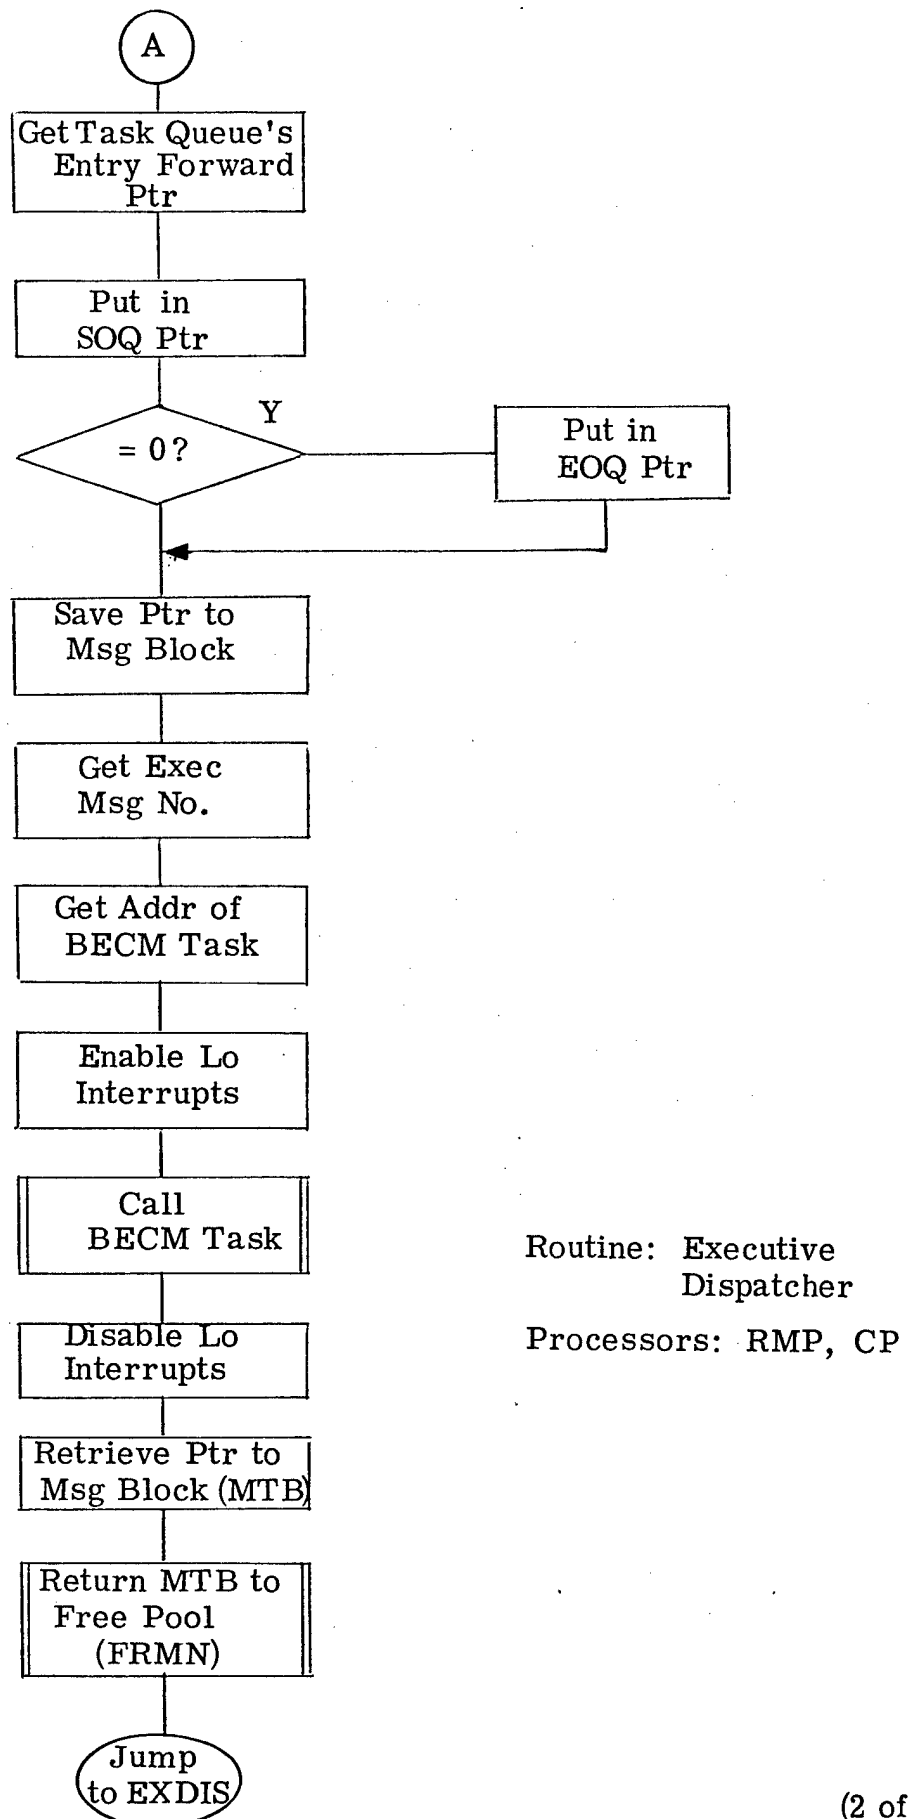 A
Get Task Queue's
Entry Forward
Ptr
Put in
SOQ Ptr
= 0?
Y
Put in
EOQ Ptr
Save Ptr to
Msg Block
Get Exec
Msg No.
Get Addr of
BECM Task
Enable Lo
Interrupts
Call
BECM Task
Disable Lo
Interrupts
Retrieve Ptr to
Msg Block (MTB)
Return MTB to
Free Pool
(FRMN)
Jump
to EXDIS
Routine: Executive
Dispatcher
Processors: RMP, CP
(2 of